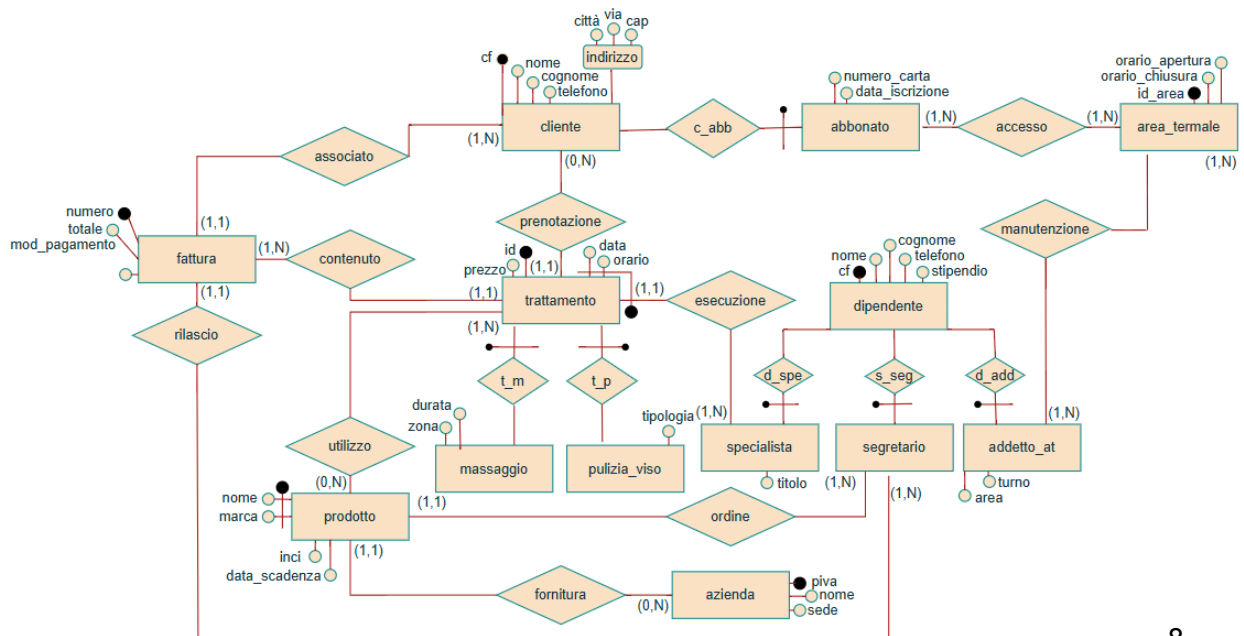 città
via
cap
indirizzo
cf
nome
cognome
telefono
numero_carta
data_iscrizione
orario_apertura
orario_chiusura
id_area
cliente
c_abb
abbonato
(1,N)
accesso
(1,N)
area_termale
(1,N)
(1,N)
(0,N)
associato
prenotazione
manutenzione
numero
totale
mod_pagamento
(1,1)
fattura
(1,N)
contenuto
(1,1)
rilascio
id
prezzo
(1,1)
data
orario
(1,1)
trattamento
(1,1)
(1,N)
esecuzione
cognome
nome
telefono
cf
stipendio
dipendente
t_m
t_p
d_spe
s_seg
d_add
durata
zona
tipologia
(1,N)
(1,N)
utilizzo
massaggio
pulizia_viso
specialista
segretario
addetto_at
titolo
(1,N)
(1,N)
turno
area
(0,N)
(1,1)
nome
marca
prodotto
(1,1)
ordine
inci
data_scadenza
fornitura
(0,N)
azienda
piva
nome
sede